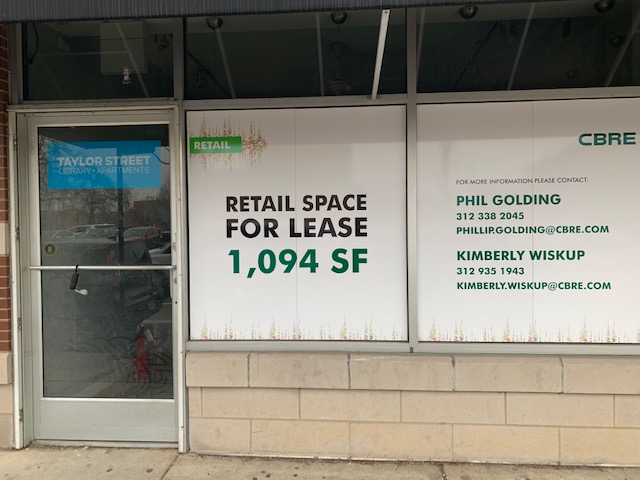 TAYLOR STREET
LIBRARY + APARTMENTS
RETAIL
RETAIL SPACE
FOR LEASE
1,094 SF
CBRE
FOR MORE INFORMATION PLEASE CONTACT:
PHIL GOLDING
312 338 2045
PHILLIP.GOLDING@CBRE.COM
KIMBERLY WISKUP
312 935 1943
KIMBERLY.WISKUP@CBRE.COM